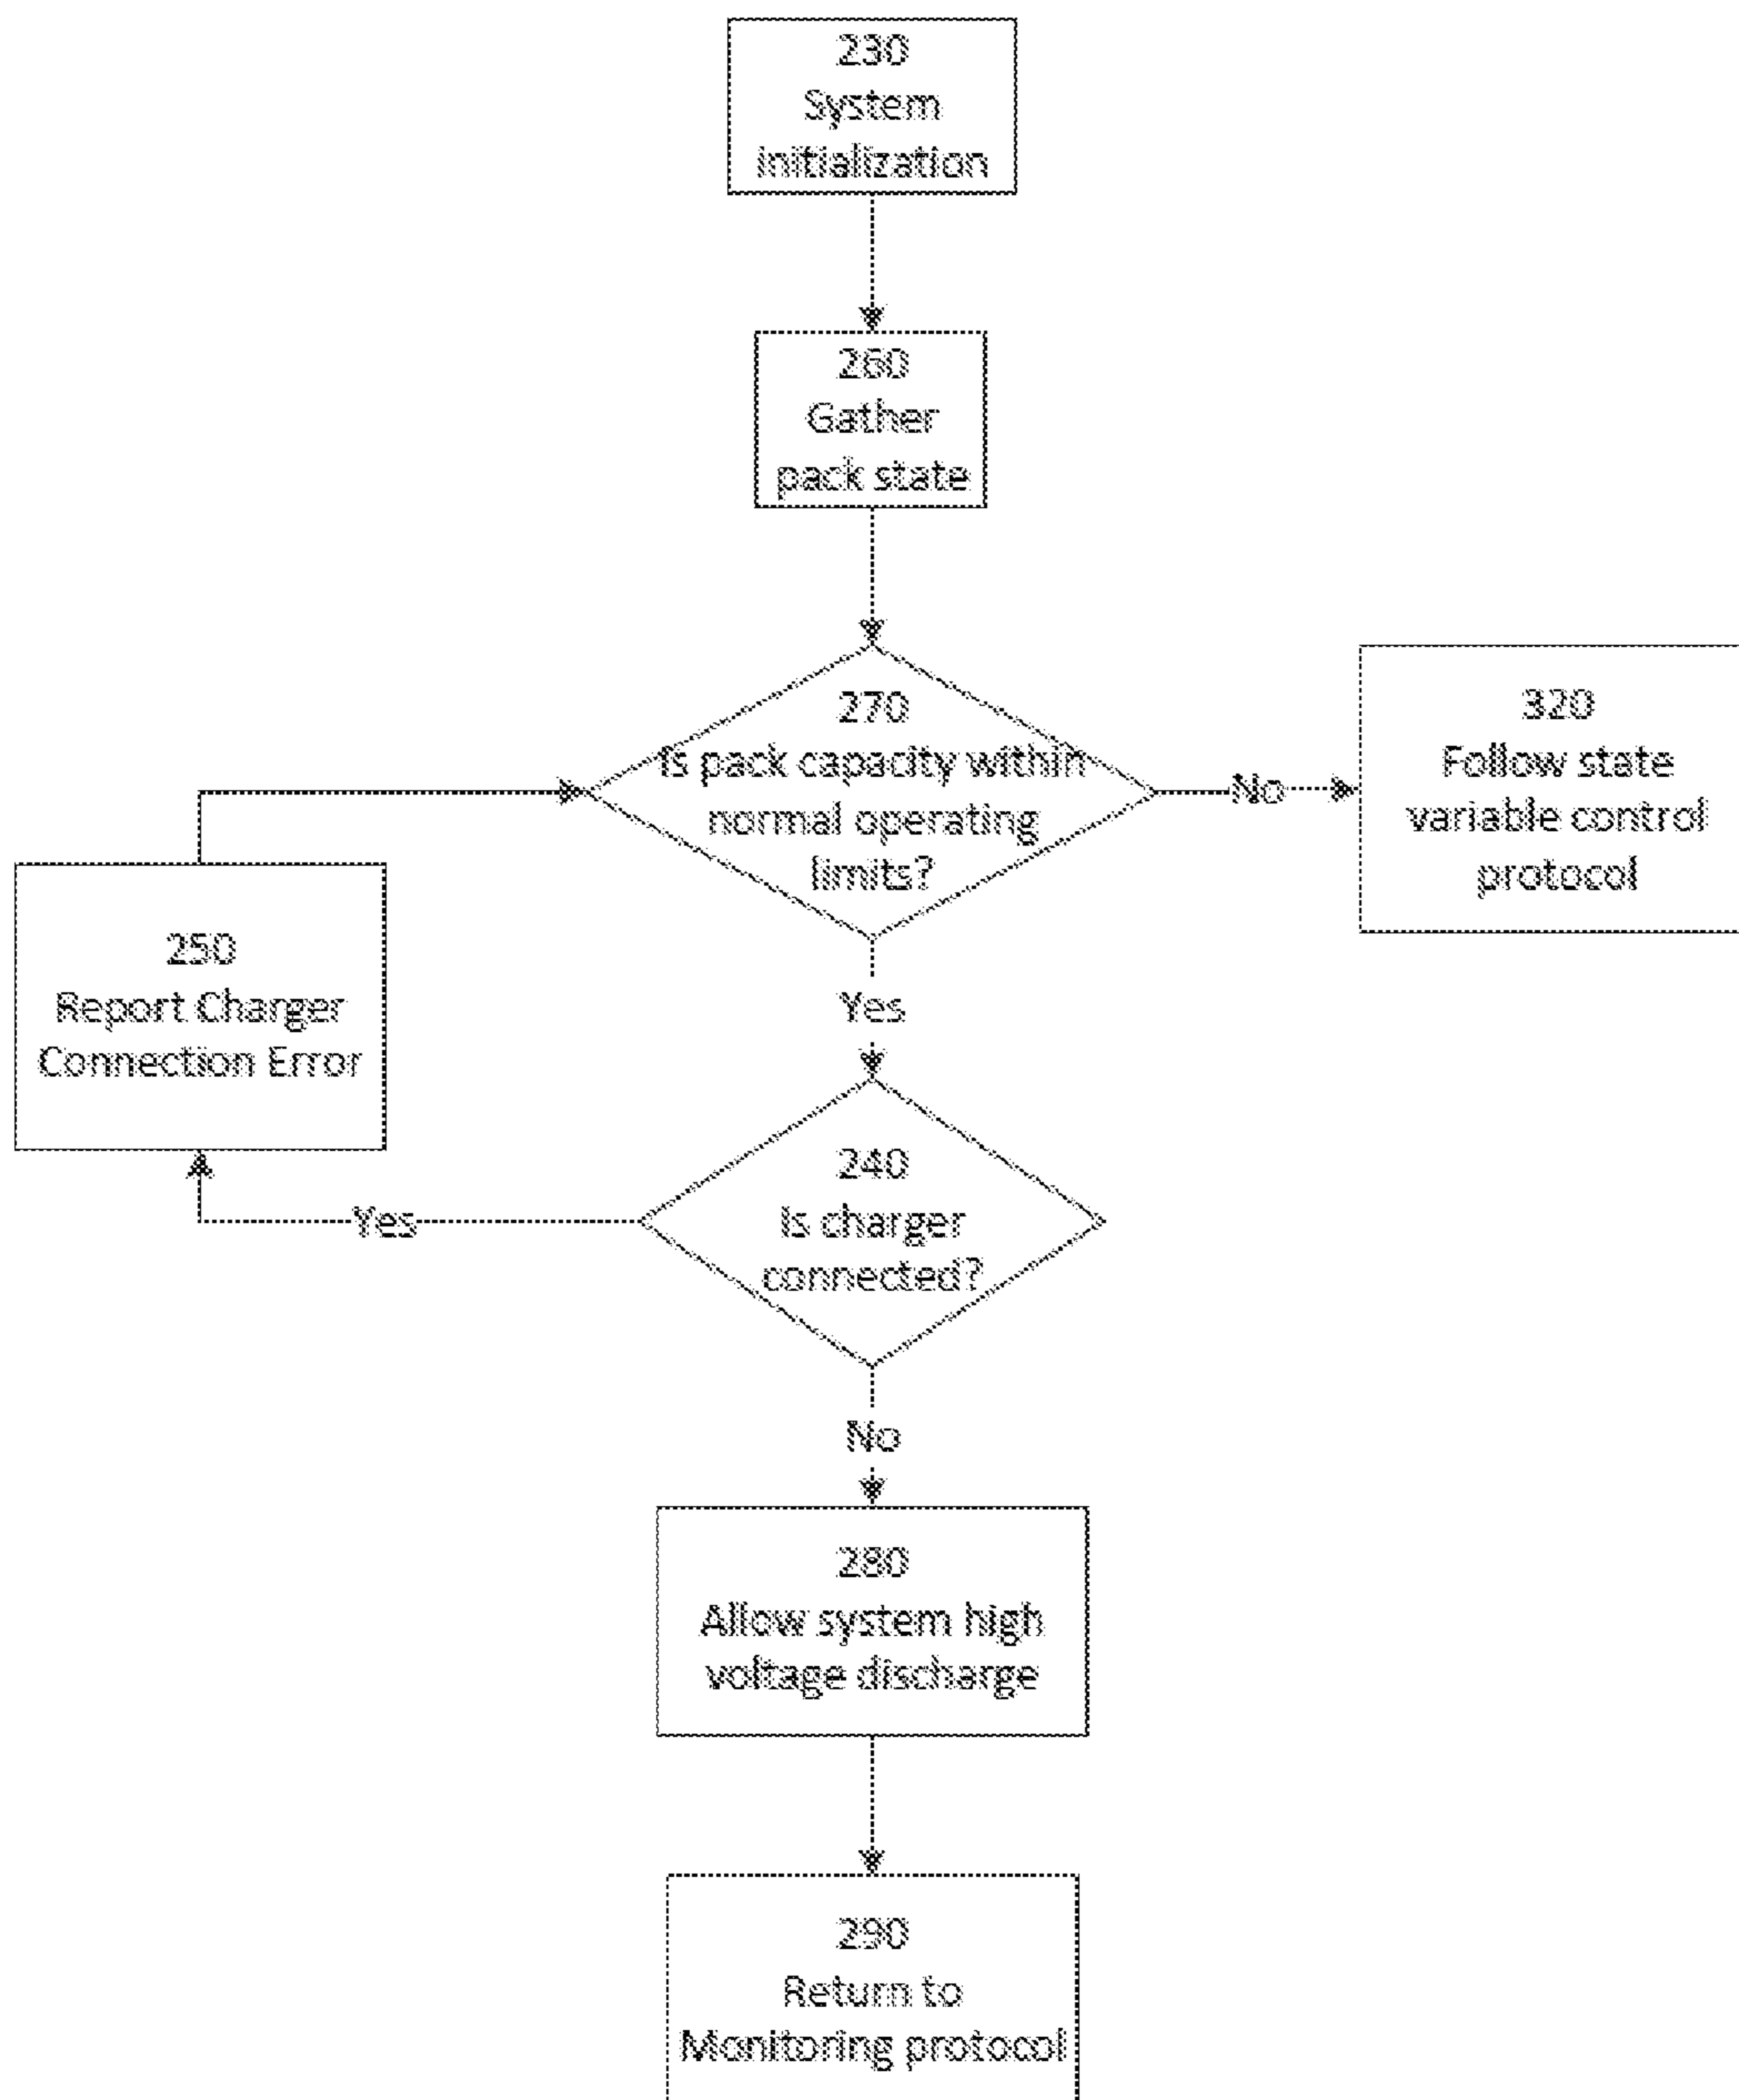 230
System
initialization
260
Gather
pack state
270
Is pack capacity within
normal operating
limits?
No
320
Follow state
variable control
protocol
250
Report Charger
Connection Error
Yes
240
Is charger
connected?
Yes
No
280
Allow system high
voltage discharge
290
Return to
Monitoring protocol